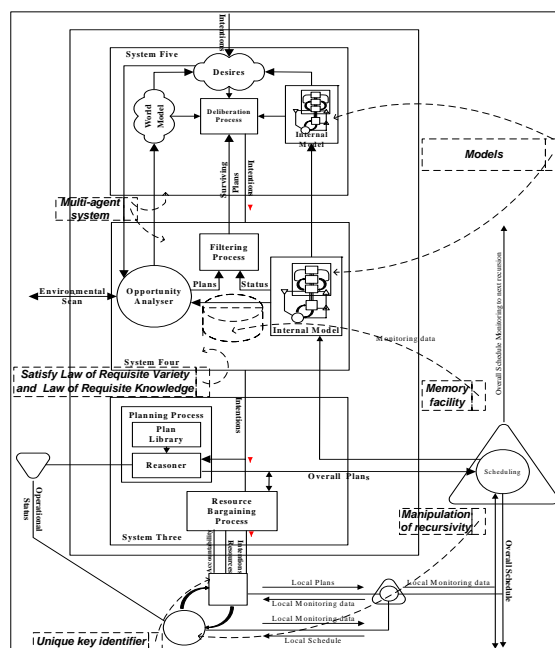 Intentions
System Five
Desires
World
Model
Deliberation
Process
Internal
Model
Models
Surviving
Plans
Intentions
Multi-agent
system
Filtering
Process
Opportunity
Analyser
Environmental
Scan
Plans
Status
Internal Model
Monitoring data
Overall Schedule Monitoring to next recursion
System Four
Satisfy Law of Requisite Variety
and Law of Requisite Knowledge
Memory
facility
Intentions
Planning Process
Plan
Library
Reasoner
Scheduling
Overall Plans
Operational
Status
Resource
Bargaining
Process
Manipulation
of recursivity
System Three
Accountability
Resources
Intentions
Overall Schedule
Local Plans
Local Monitoring data
Local Monitoring data
Local Monitoring data
Local Schedule
Unique key identifier